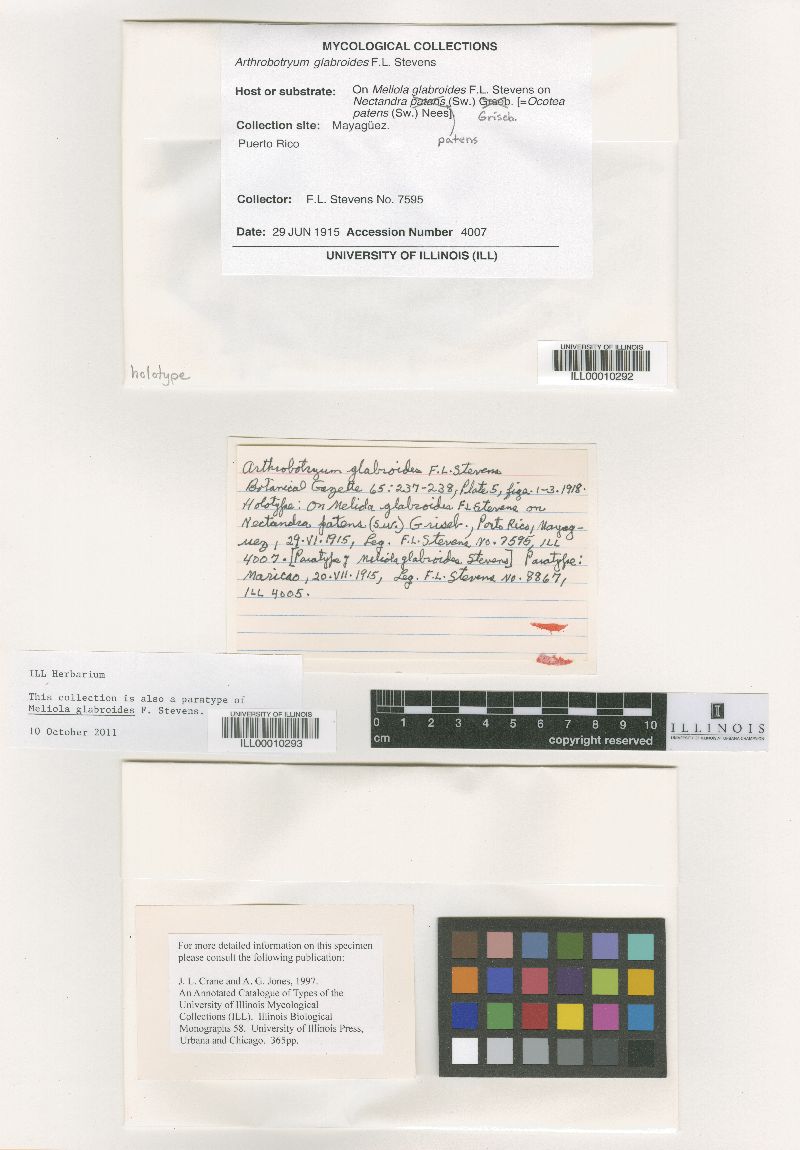 MYCOLOGICAL COLLECTIONS
Arthrobotryum glabroides F.L. Stevens
Host or substrate: On Meliola glabroides F.L. Stevens on
Nectandra patens (Sw.) Graeb. [=Ocotea
patens (Sw.) Nees]
Griseb.
Collection site: Mayagüez.
patens
Puerto Rico
Collector: F.L. Stevens No. 7595
Date: 29 JUN 1915 Accession Number 4007
UNIVERSITY OF ILLINOIS (ILL)
holotype
UNIVERSITY OF ILLINOIS
ILL00010292
Arthrobotryum glabroides F.L. Stevens
Botanical Gazette 65:237-238, Plate 5, figs. 1-3. 1918.
Holotype: On Meliola glabroides F.L. Stevens on
Nectandra patens (Sw.) Griseb., Porto Rico, Mayag-
uez, 29.VI.1915, Leg. F.L. Stevens No. 7595, ILL
4007. [Paratype of Meliola glabroides Stevens] Paratype:
Maricao, 20.VII.1915, Leg. F.L. Stevens No. 8867,
ILL 4005.
ILL Herbarium
This collection is also a paratype of
Meliola glabroides F. Stevens.
10 October 2011
UNIVERSITY OF ILLINOIS
ILL00010293
0 1 2 3 4 5 6 7 8 9 10
cm
copyright reserved
I
ILLINOIS
UNIVERSITY OF ILLINOIS AT URBANA-CHAMPAIGN
For more detailed information on this specimen
please consult the following publication:
J. L. Crane and A. G. Jones, 1997.
An Annotated Catalogue of Types of the
University of Illinois Mycological
Collections (ILL). Illinois Biological
Monographs 58. University of Illinois Press,
Urbana and Chicago. 365pp.